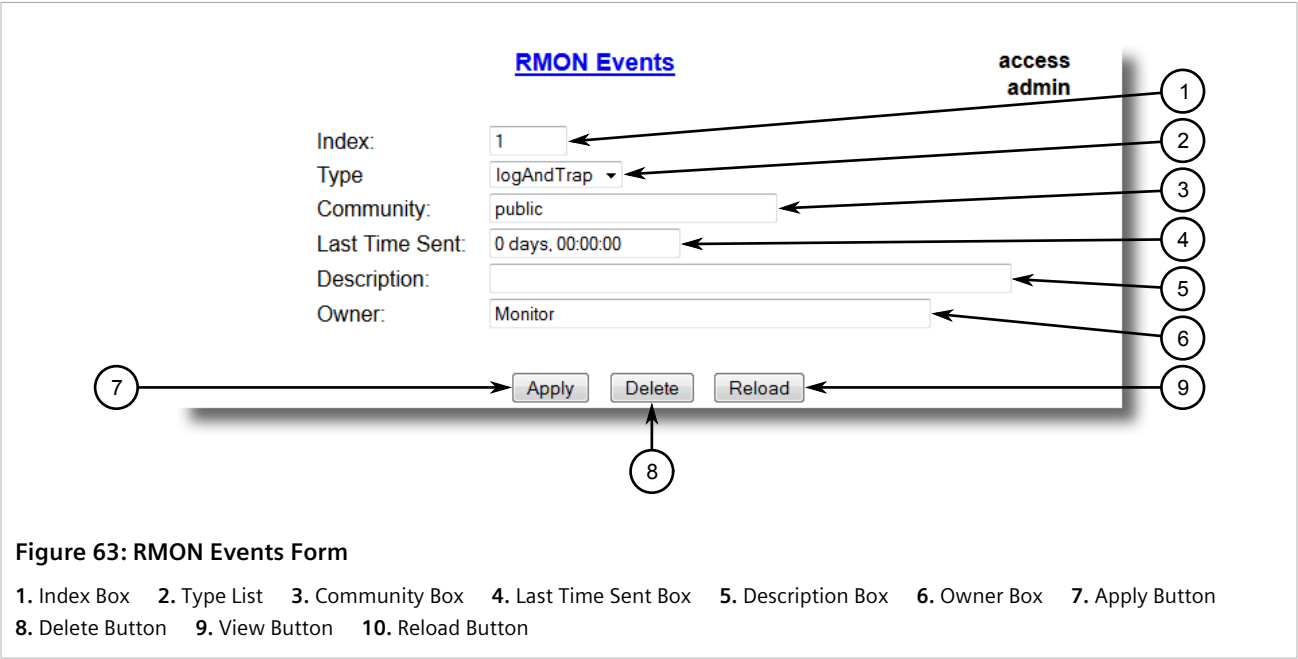 RMON Events
access
admin
1
Index: 1
2
Type logAndTrap
3
Community: public
4
Last Time Sent: 0 days, 00:00:00
5
Description:
6
Owner: Monitor
7
Apply Delete Reload
9
8
Figure 63: RMON Events Form
1. Index Box 2. Type List 3. Community Box 4. Last Time Sent Box 5. Description Box 6. Owner Box 7. Apply Button
8. Delete Button 9. View Button 10. Reload Button